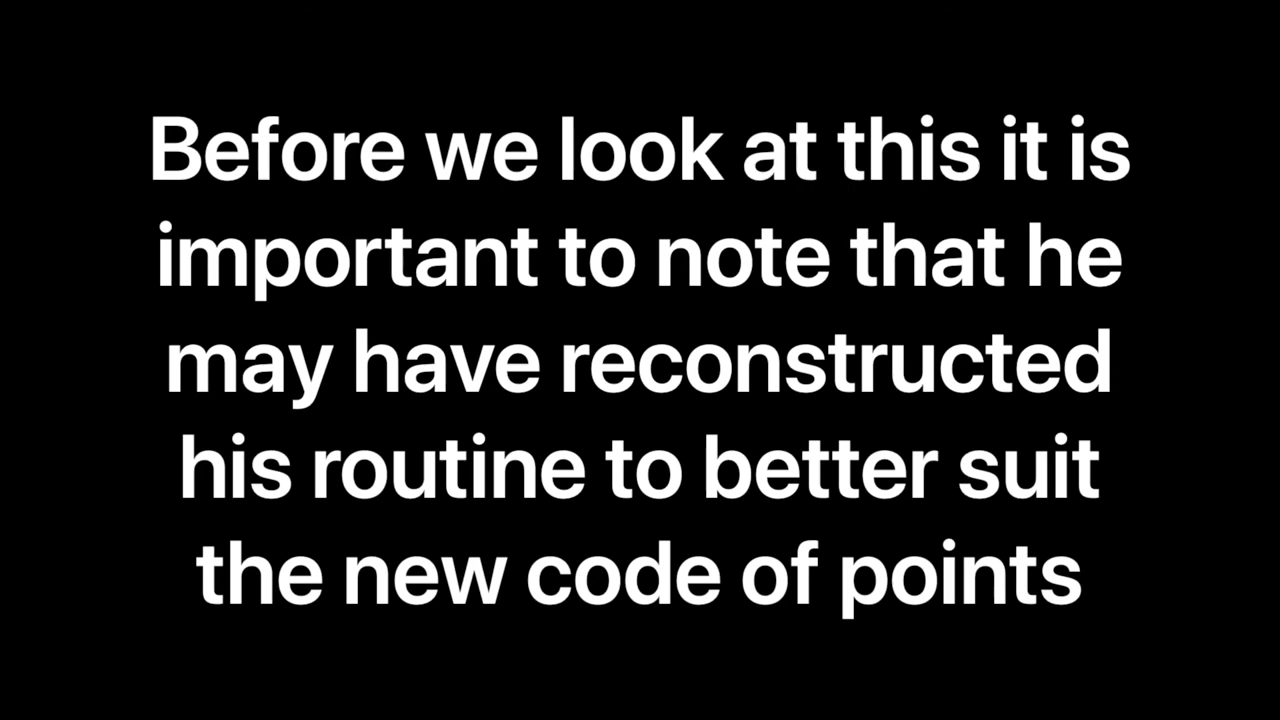 Before we look at this it is
important to note that he
may have reconstructed
his routine to better suit
the new code of points